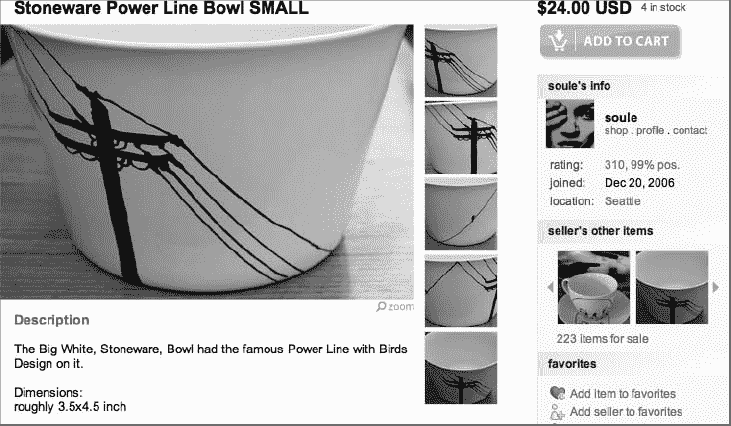 Stoneware Power Line Bowl SMALL
$24.00 USD 4 in stock
ADD TO CART
soule's info
soule
shop . profile . contact
rating: 310, 99% pos.
joined: Dec 20, 2006
location: Seattle
seller's other items
223 items for sale
favorites
Add item to favorites
Add seller to favorites
zoom
Description
The Big White, Stoneware, Bowl had the famous Power Line with Birds
Design on it.
Dimensions:
roughly 3.5x4.5 inch